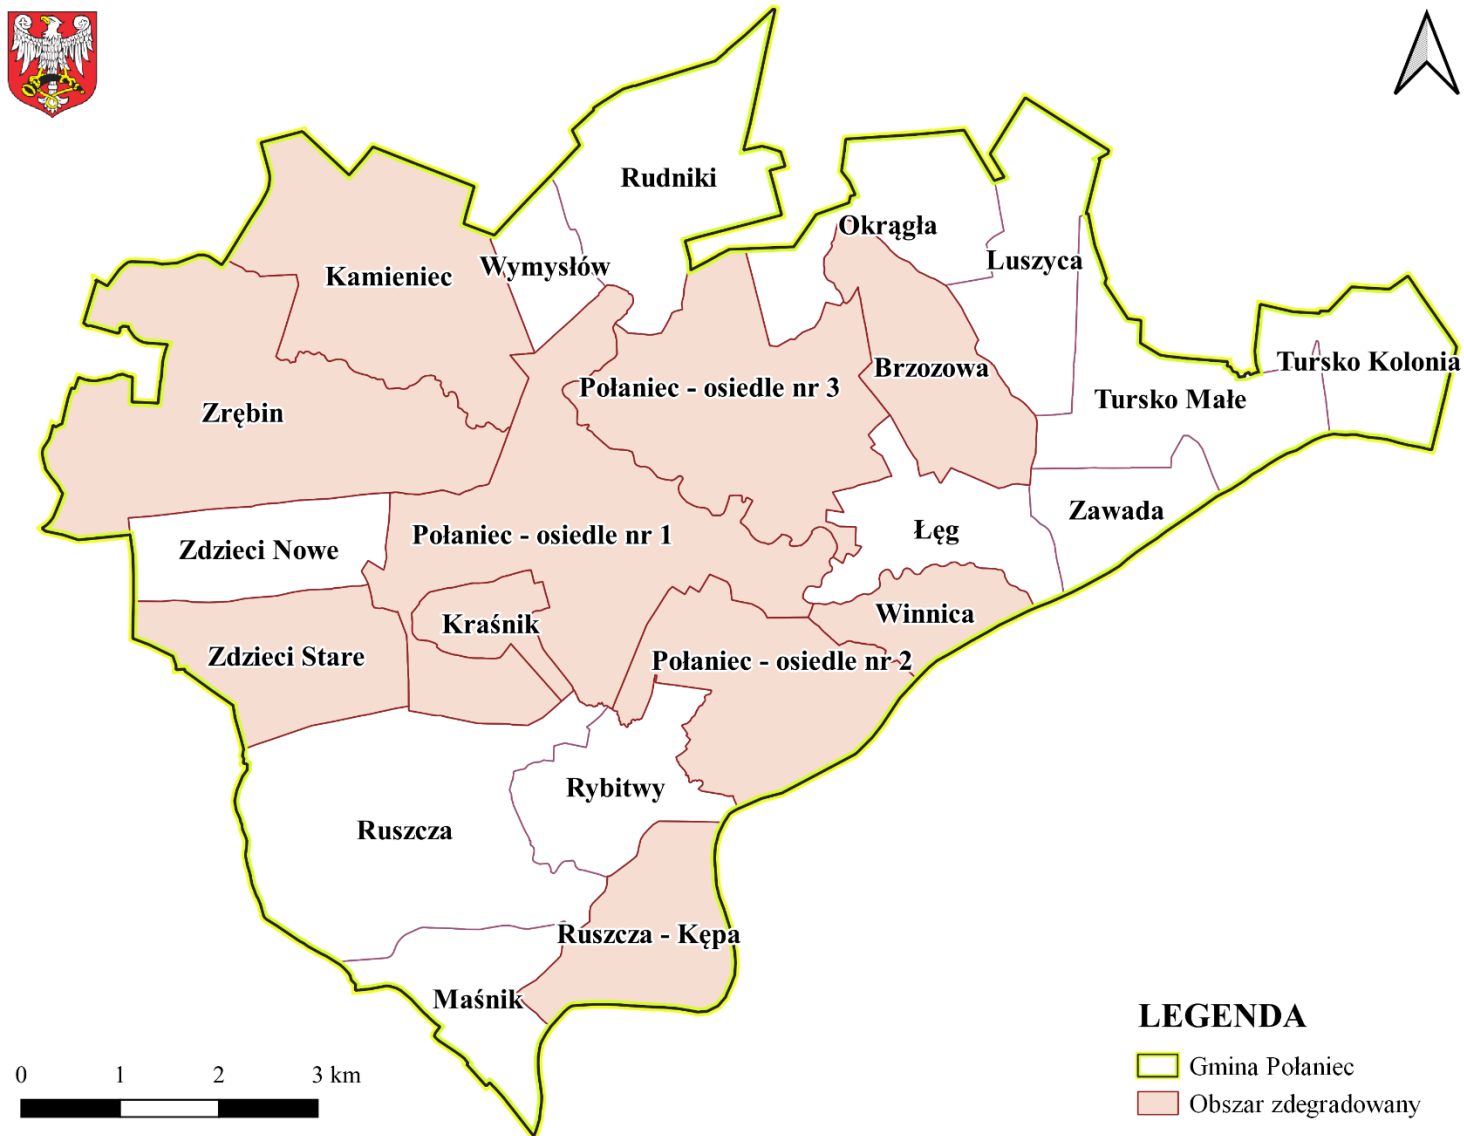 Rudniki
Okrągła
Luszyca
Wymysłów
Kamieniec
Tursko Kolonia
Brzozowa
Połaniec - osiedle nr 3
Tursko Małe
Zrębin
Zawada
Łęg
Połaniec - osiedle nr 1
Zdzieci Nowe
Winnica
Kraśnik
Zdzieci Stare
Połaniec - osiedle nr 2
Rybitwy
Ruszcza
Ruszcza - Kępa
Maśnik
LEGENDA
Gmina Połaniec
Obszar zdegradowany
0 1 2 3 km